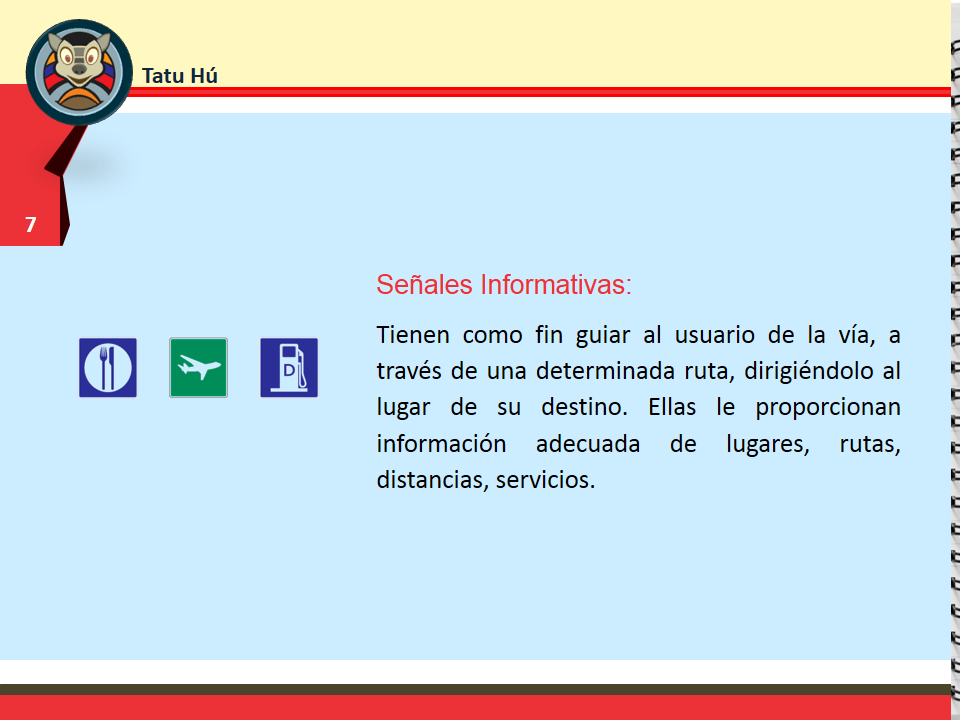 Tatu Hú
7
Señales Informativas:
Tienen como fin guiar al usuario de la vía, a
través de una determinada ruta, dirigiéndolo al
lugar de su destino. Ellas le proporcionan
información adecuada de lugares, rutas,
distancias, servicios.
D